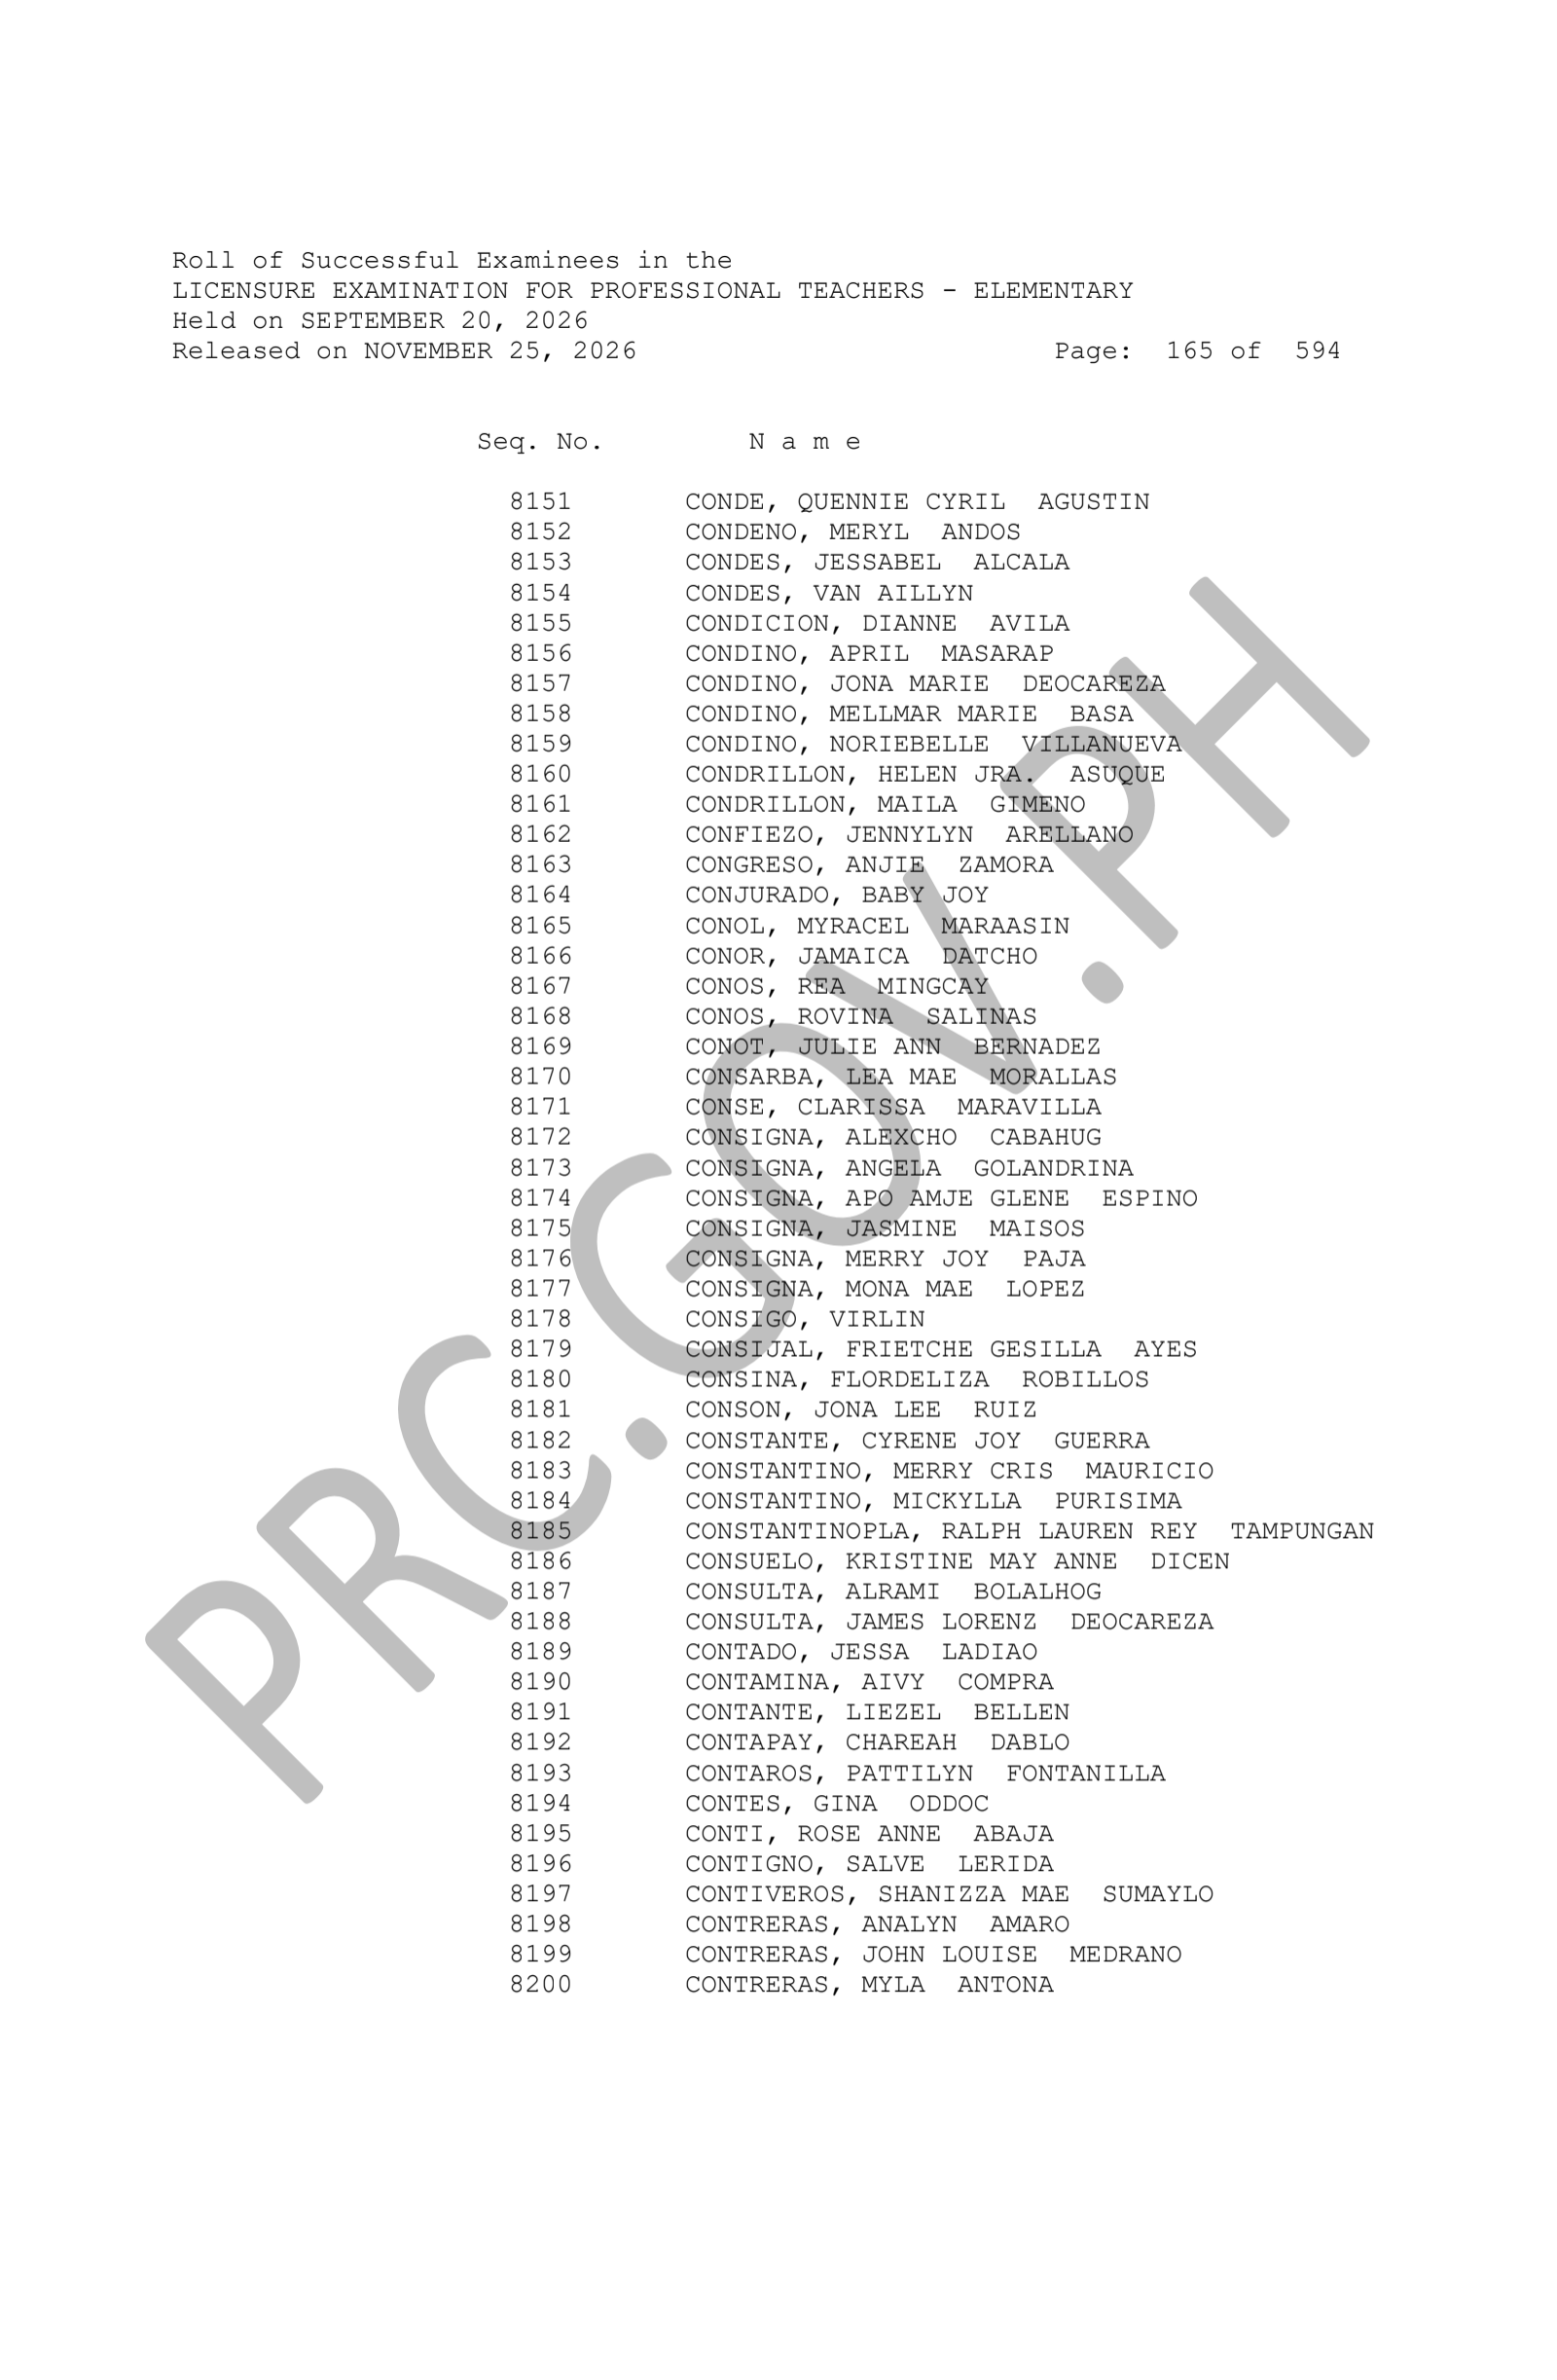 Roll of Successful Examinees in the
LICENSURE EXAMINATION FOR PROFESSIONAL TEACHERS - ELEMENTARY
Held on SEPTEMBER 20, 2026
Released on NOVEMBER 25, 2026 Page: 165 of 594
Seq. No. N a m e
8151 CONDE, QUENNIE CYRIL AGUSTIN
8152 CONDENO, MERYL ANDOS
8153 CONDES, JESSABEL ALCALA
8154 CONDES, VAN AILLYN
8155 CONDICION, DIANNE AVILA
8156 CONDINO, APRIL MASARAP
8157 CONDINO, JONA MARIE DEOCAREZA
8158 CONDINO, MELLMAR MARIE BASA
8159 CONDINO, NORIEBELLE VILLANUEVA
8160 CONDRILLON, HELEN JRA. ASUQUE
8161 CONDRILLON, MAILA GIMENO
8162 CONFIEZO, JENNYLYN ARELLANO
8163 CONGRESO, ANJIE ZAMORA
8164 CONJURADO, BABY JOY
8165 CONOL, MYRACEL MARAASIN
8166 CONOR, JAMAICA DATCHO
8167 CONOS, REA MINGCAY
8168 CONOS, ROVINA SALINAS
8169 CONOT, JULIE ANN BERNADEZ
8170 CONSARBA, LEA MAE MORALLAS
8171 CONSE, CLARISSA MARAVILLA
8172 CONSIGNA, ALEXCHO CABAHUG
8173 CONSIGNA, ANGELA GOLANDRINA
8174 CONSIGNA, APO AMJE GLENE ESPINO
8175 CONSIGNA, JASMINE MAISOS
8176 CONSIGNA, MERRY JOY PAJA
8177 CONSIGNA, MONA MAE LOPEZ
8178 CONSIGO, VIRLIN
8179 CONSIJAL, FRIETCHE GESILLA AYES
8180 CONSINA, FLORDELIZA ROBILLOS
8181 CONSON, JONA LEE RUIZ
8182 CONSTANTE, CYRENE JOY GUERRA
8183 CONSTANTINO, MERRY CRIS MAURICIO
8184 CONSTANTINO, MICKYLLA PURISIMA
8185 CONSTANTINOPLA, RALPH LAUREN REY TAMPUNGAN
8186 CONSUELO, KRISTINE MAY ANNE DICEN
8187 CONSULTA, ALRAMI BOLALHOG
8188 CONSULTA, JAMES LORENZ DEOCAREZA
8189 CONTADO, JESSA LADIAO
8190 CONTAMINA, AIVY COMPRA
8191 CONTANTE, LIEZEL BELLEN
8192 CONTAPAY, CHAREAH DABLO
8193 CONTAROS, PATTILYN FONTANILLA
8194 CONTES, GINA ODDOC
8195 CONTI, ROSE ANNE ABAJA
8196 CONTIGNO, SALVE LERIDA
8197 CONTIVEROS, SHANIZZA MAE SUMAYLO
8198 CONTRERAS, ANALYN AMARO
8199 CONTRERAS, JOHN LOUISE MEDRANO
8200 CONTRERAS, MYLA ANTONA
PRC.GOV.PH